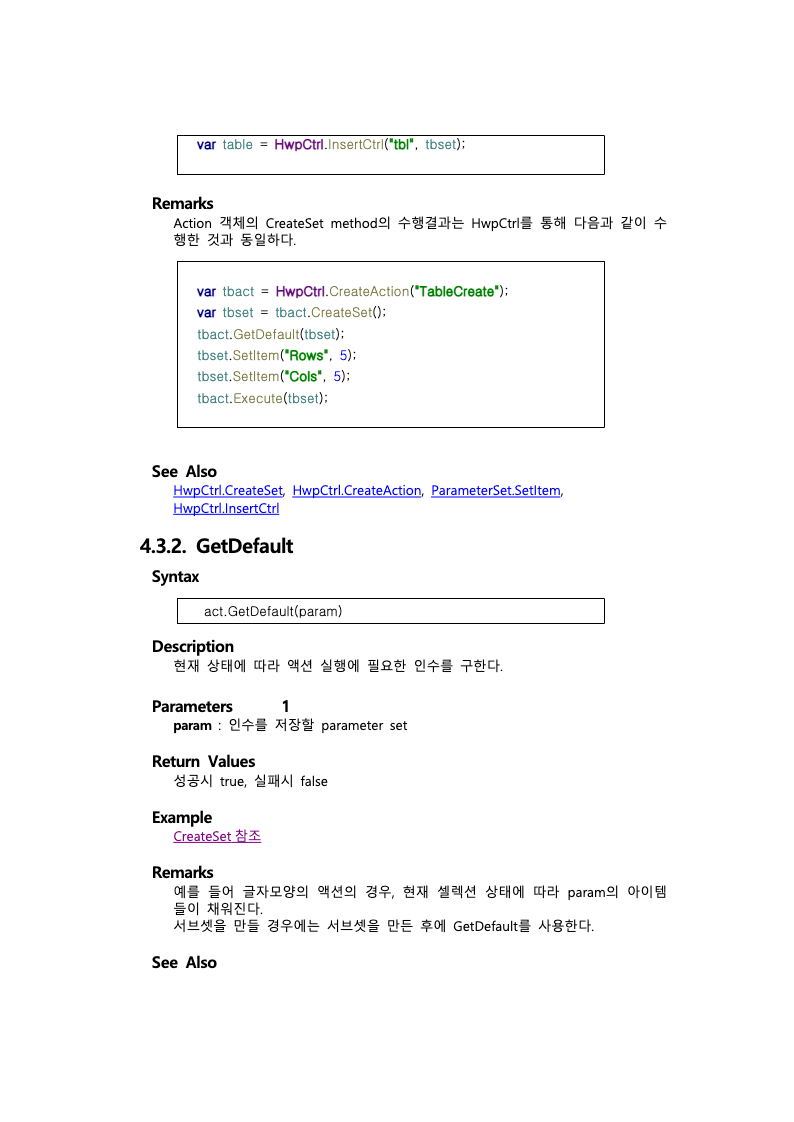 var table = HwpCtrl.InsertCtrl("tbl", tbset);
Remarks
Action 객체의 CreateSet method의 수행결과는 HwpCtrl를 통해 다음과 같이 수
행한 것과 동일하다.
var tbact = HwpCtrl.CreateAction("TableCreate");
var tbset = tbact.CreateSet();
tbact.GetDefault(tbset);
tbset.SetItem("Rows", 5);
tbset.SetItem("Cols", 5);
tbact.Execute(tbset);
See Also
HwpCtrl.CreateSet, HwpCtrl.CreateAction, ParameterSet.SetItem,
HwpCtrl.InsertCtrl
4.3.2. GetDefault
Syntax
act.GetDefault(param)
Description
현재 상태에 따라 액션 실행에 필요한 인수를 구한다.
Parameters 1
param : 인수를 저장할 parameter set
Return Values
성공시 true, 실패시 false
Example
CreateSet 참조
Remarks
예를 들어 글자모양의 액션의 경우, 현재 셀렉션 상태에 따라 param의 아이템
들이 채워진다.
서브셋을 만들 경우에는 서브셋을 만든 후에 GetDefault를 사용한다.
See Also